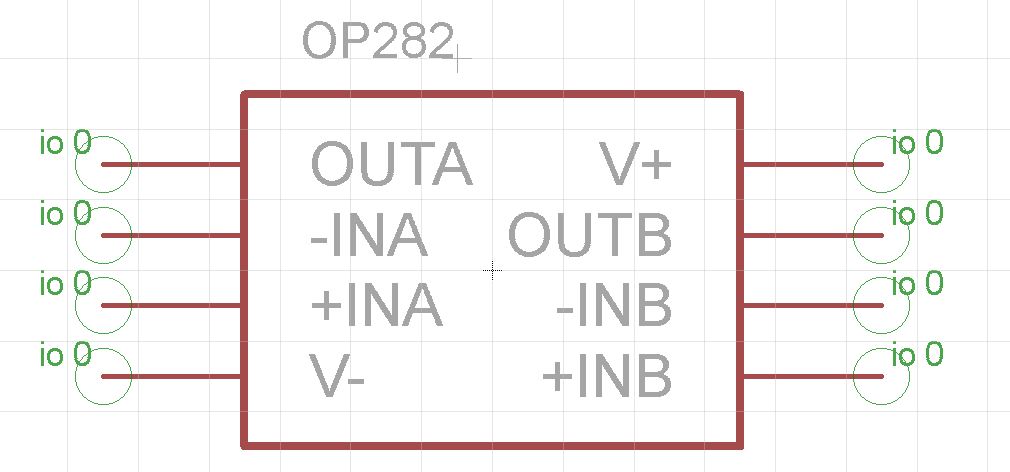 OP282
io 0 OUTA V+ io 0
io 0 -INA OUTB io 0
io 0 +INA -INB io 0
io 0 V- +INB io 0